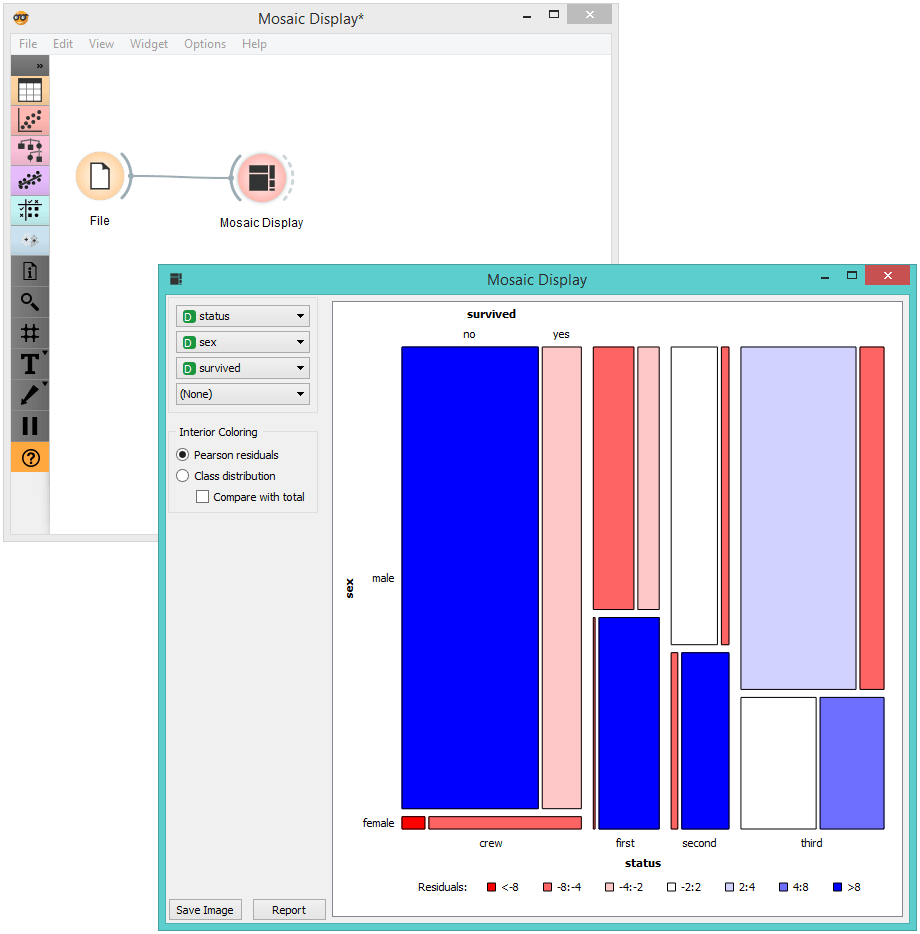 Mosaic Display*
File Edit View Widget Options Help
»
T
?
File
Mosaic Display
Mosaic Display
D status
D sex
D survived
(None)
Interior Coloring
Pearson residuals
Class distribution
Compare with total
Save Image
Report
survived
no yes
sex
male
female
crew first second third
status
Residuals: <-8 -8:-4 -4:-2 -2:2 2:4 4:8 >8